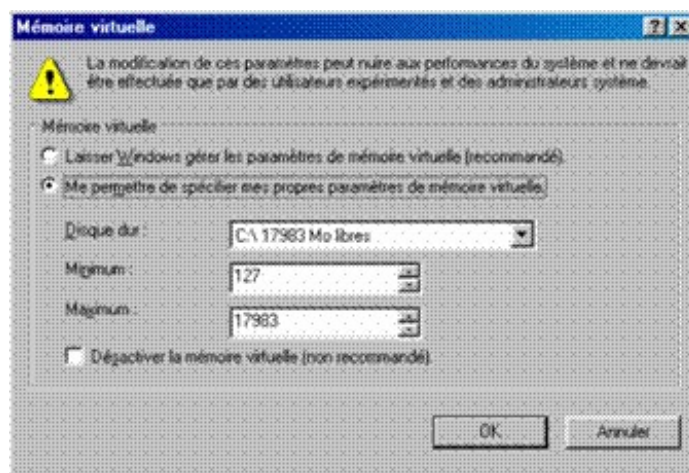 Mémoire virtuelle
La modification de ces paramètres peut nuire aux performances du système et ne devrait
être effectuée que par des utilisateurs expérimentés et des administrateurs système.
Mémoire virtuelle
Laisser Windows gérer les paramètres de mémoire virtuelle (recommandé).
Me permettre de spécifier mes propres paramètres de mémoire virtuelle.
Disque dur : C:\ 17983 Mo libres
Minimum : 127
Maximum : 17983
Désactiver la mémoire virtuelle (non recommandé).
OK Annuler